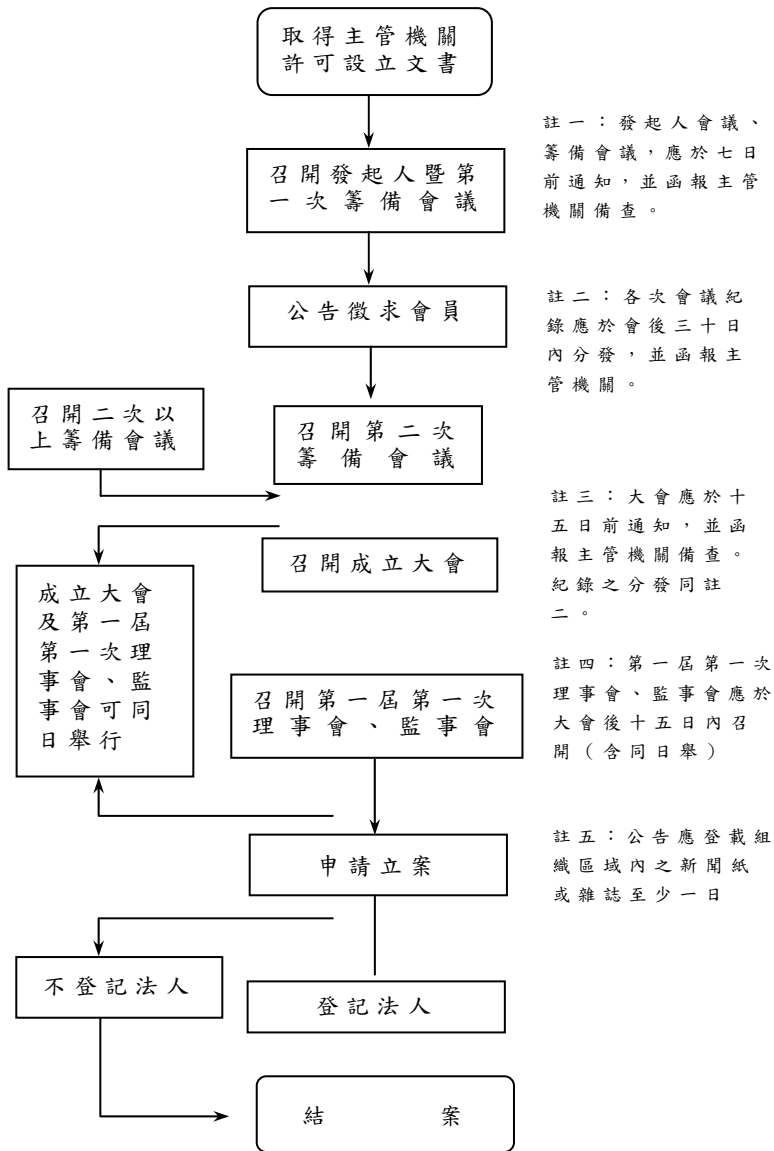 取得主管機關
許可設立文書
召開發起人暨第
一次籌備會議
公告徵求會員
召開二次以
上籌備會議
召開第二次
籌備會議
召開成立大會
成立大會
及第一屆
第一次理
事會、監
事會可同
日舉行
召開第一屆第一次
理事會、監事會
申請立案
不登記法人
登記法人
結案
註一：發起人會議、
籌備會議，應於七日
前通知，並函報主管
機關備查。
註二：各次會議紀
錄應於會後三十日
內分發，並函報主
管機關。
註三：大會應於十
五日前通知，並函
報主管機關備查。
紀錄之分發同註
二。
註四：第一屆第一次
理事會、監事會應於
大會後十五日內召
開（含同日舉）
註五：公告應登載組
織區域內之新聞紙
或雜誌至少一日